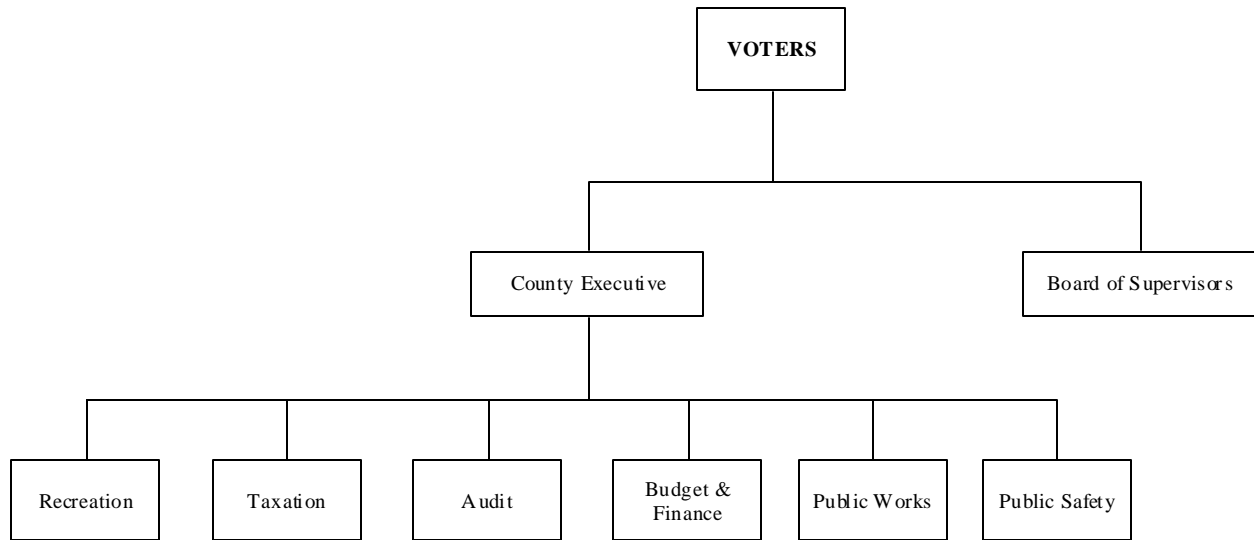 VOTERS
County Executive
Board of Supervisors
Recreation
Taxation
Audit
Budget &
Finance
Public Works
Public Safety